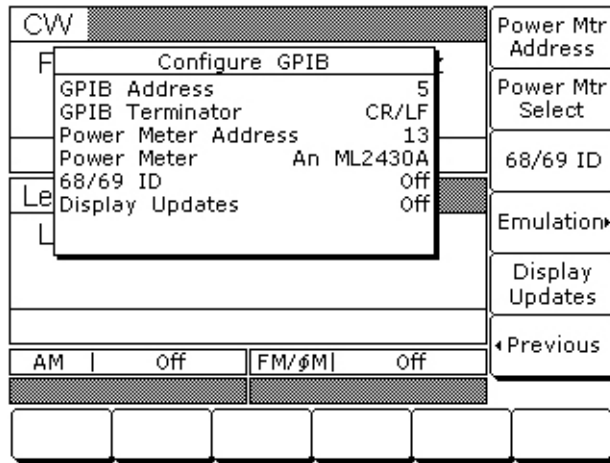 CW
F
Configure GPIB
GPIB Address 5
GPIB Terminator CR/LF
Power Meter Address 13
Power Meter An ML2430A
68/69 ID Off
Display Updates Off
Le
L
AM | Off FM/ϕM| Off
Power Mtr
Address
Power Mtr
Select
68/69 ID
Emulation▸
Display
Updates
◂Previous